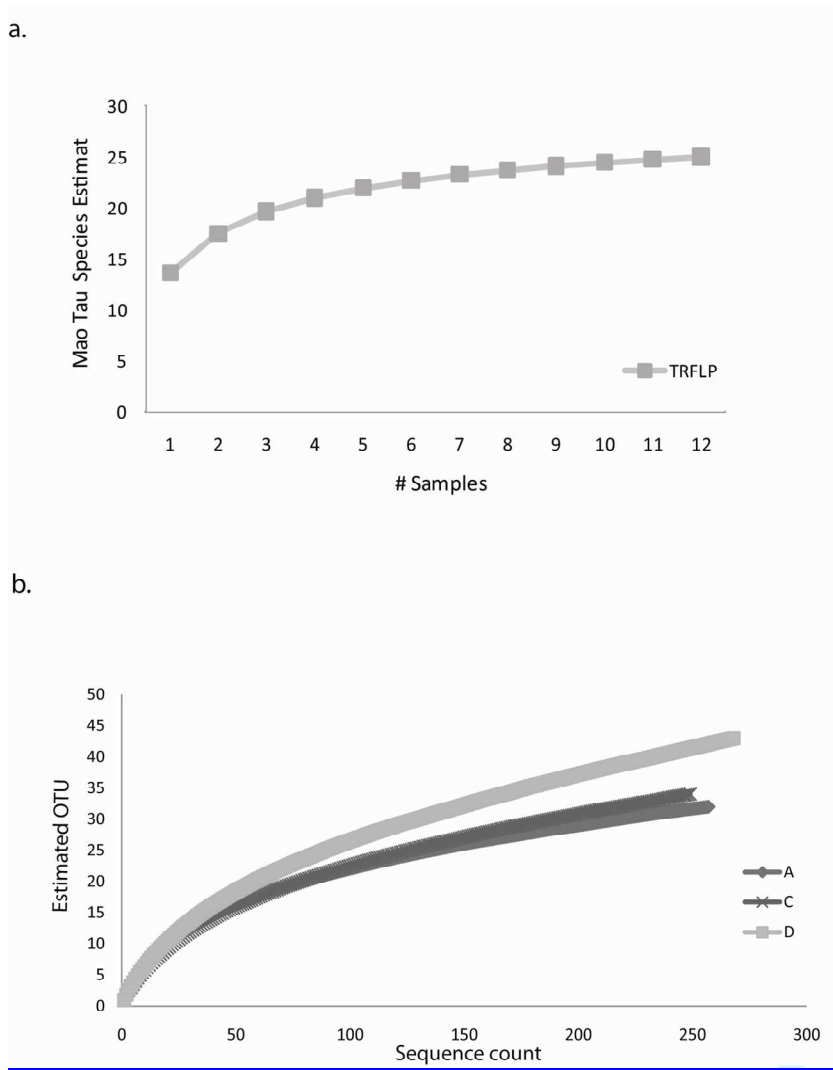 a.
30
25
20
15
10
5
0
Mao Tau Species Estimat
TRFLP
1 2 3 4 5 6 7 8 9 10 11 12
# Samples
b.
50
45
40
35
30
25
20
15
10
5
0
Estimated OTU
A
C
D
0 50 100 150 200 250 300
Sequence count